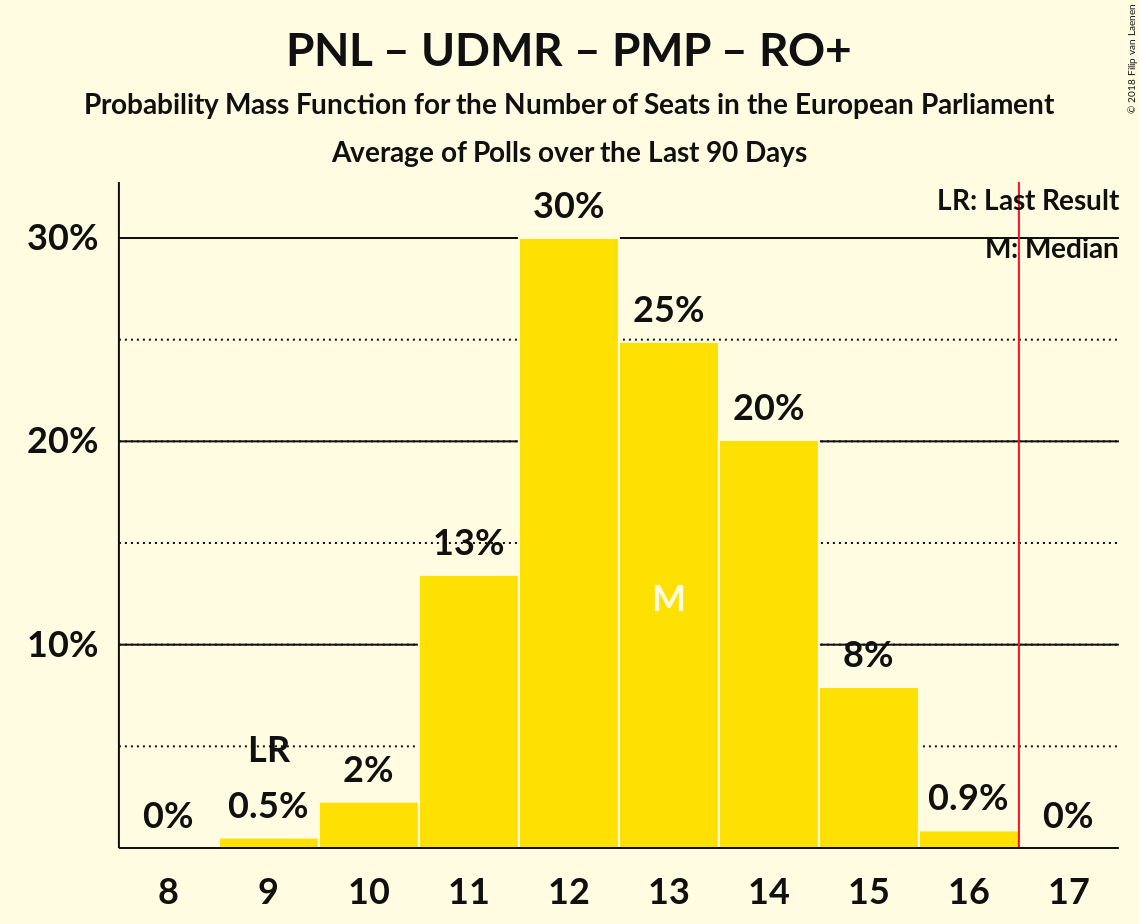 PNL – UDMR – PMP – RO+
Probability Mass Function for the Number of Seats in the European Parliament
Average of Polls over the Last 90 Days
© 2018 Filip van Laenen
LR: Last Result
M: Median
30%
20%
10%
0%
LR
0.5%
2%
13%
30%
25%
M
20%
8%
0.9%
0%
8 9 10 11 12 13 14 15 16 17